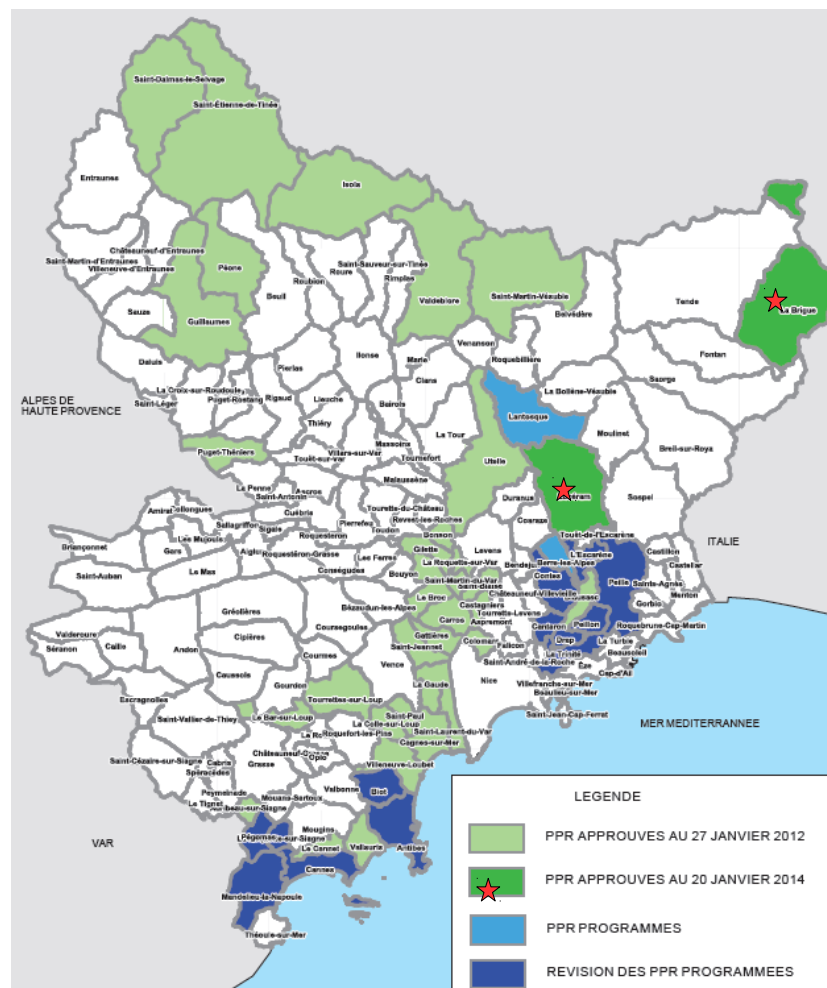 Saint-Dalmas-le-Selvage
Saint-Étienne-de-Tinée
Entraunes
Isola
Châteauneuf-d'Entraunes
Saint-Martin-d'Entraunes
Villeneuve-d'Entraunes
Péone
Saint-Sauveur-sur-Tinée
Roure
Rimplas
Roubion
Beuil
Valdeblore
Saint-Martin-Vésubie
Belvédère
Tende
La Brigue
Sauze
Guillaumes
Daluis
Pierlas
Ilonse
Marie
Clans
Venanson
Roquebillière
Fontan
Saorge
La Bollène-Vésubie
ALPES DE
HAUTE PROVENCE
La Croix-sur-Roudoule
Saint-Léger
Puget-Rostang
Rigaud
Lieuche
Thiéry
Bairols
Lantosque
Moulinet
Breil-sur-Roya
La Tour
Massoins
Villars-sur-Var
Tournefort
Touët-sur-Var
Puget-Théniers
Utelle
Malaussène
La Penne
Saint-Antonin
Ascros
Duranus
Sospel
Amirat
Collongues
Cuébris
Tourette-du-Château
Revest-les-Roches
Sallagriffon
Sigale
Pierrefeu
Toudon
Bonson
Coaraze
Touët-de-l'Escarène
L'Escarène
ITALIE
Briançonnet
Gars
Les Mujouls
Roquesteron
Roquestéron-Grasse
Gilette
Levens
Berre-les-Alpes
Castillon
Castellar
Saint-Auban
Le Mas
Conségudes
Les Ferres
Bouyon
La Roquette-sur-Var
Saint-Martin-du-Var
Contes
Peille
Sainte-Agnès
Menton
Châteauneuf-Villevieille
Le Broc
Castagniers
Tourrette-Levens
Gorbio
Gréolières
Bézaudun-les-Alpes
Coursegoules
Carros
Aspremont
Cantaron
Peillon
Roquebrune-Cap-Martin
Valderoure
Séranon
Caille
Andon
Cipières
Gattières
Saint-Jeannet
Colomars
Falicon
Drap
La Turbie
Beausoleil
Courmes
Vence
La Trinité
Saint-André-de-la-Roche
Èze
Cap-d'Ail
Caussols
Gourdon
La Gaude
Nice
Villefranche-sur-Mer
Beaulieu-sur-Mer
Escragnolles
Tourrettes-sur-Loup
Saint-Jean-Cap-Ferrat
Saint-Vallier-de-Thiey
Le Bar-sur-Loup
Saint-Paul
La Colle-sur-Loup
Roquefort-les-Pins
Saint-Laurent-du-Var
Cagnes-sur-Mer
MER MEDITERRANNEE
Saint-Cézaire-sur-Siagne
Cabris
Spéracèdes
Grasse
Opio
Villeneuve-Loubet
Peymeinade
Le Tignet
Mouans-Sartoux
Valbonne
Biot
VAR
Pégomas
Mougins
Le Cannet
Vallauris
Antibes
Mandelieu-la-Napoule
Cannes
Théoule-sur-Mer
LEGENDE
PPR APPROUVES AU 27 JANVIER 2012
PPR APPROUVES AU 20 JANVIER 2014
PPR PROGRAMMES
REVISION DES PPR PROGRAMMEES